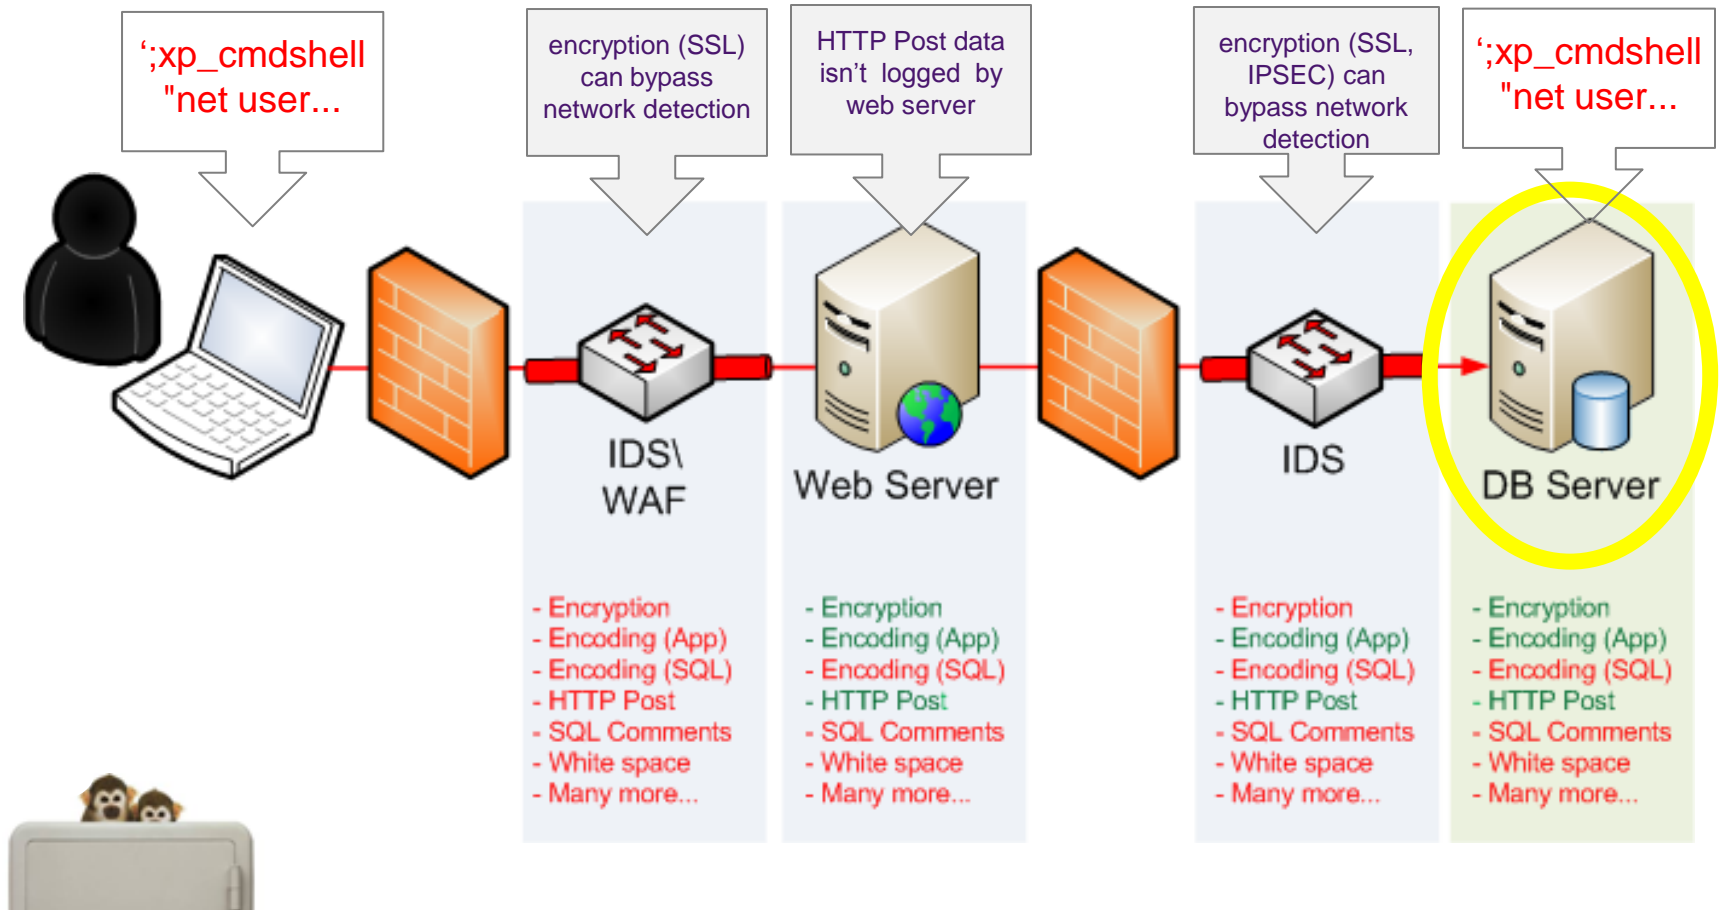 ‘;xp_cmdshell
"net user...
encryption (SSL)
can bypass
network detection
HTTP Post data
isn’t logged by
web server
encryption (SSL,
IPSEC) can
bypass network
detection
‘;xp_cmdshell
"net user...
IDS\
WAF
Web Server
IDS
DB Server
- Encryption
- Encoding (App)
- Encoding (SQL)
- HTTP Post
- SQL Comments
- White space
- Many more...
- Encryption
- Encoding (App)
- Encoding (SQL)
- HTTP Post
- SQL Comments
- White space
- Many more...
- Encryption
- Encoding (App)
- Encoding (SQL)
- HTTP Post
- SQL Comments
- White space
- Many more...
- Encryption
- Encoding (App)
- Encoding (SQL)
- HTTP Post
- SQL Comments
- White space
- Many more...